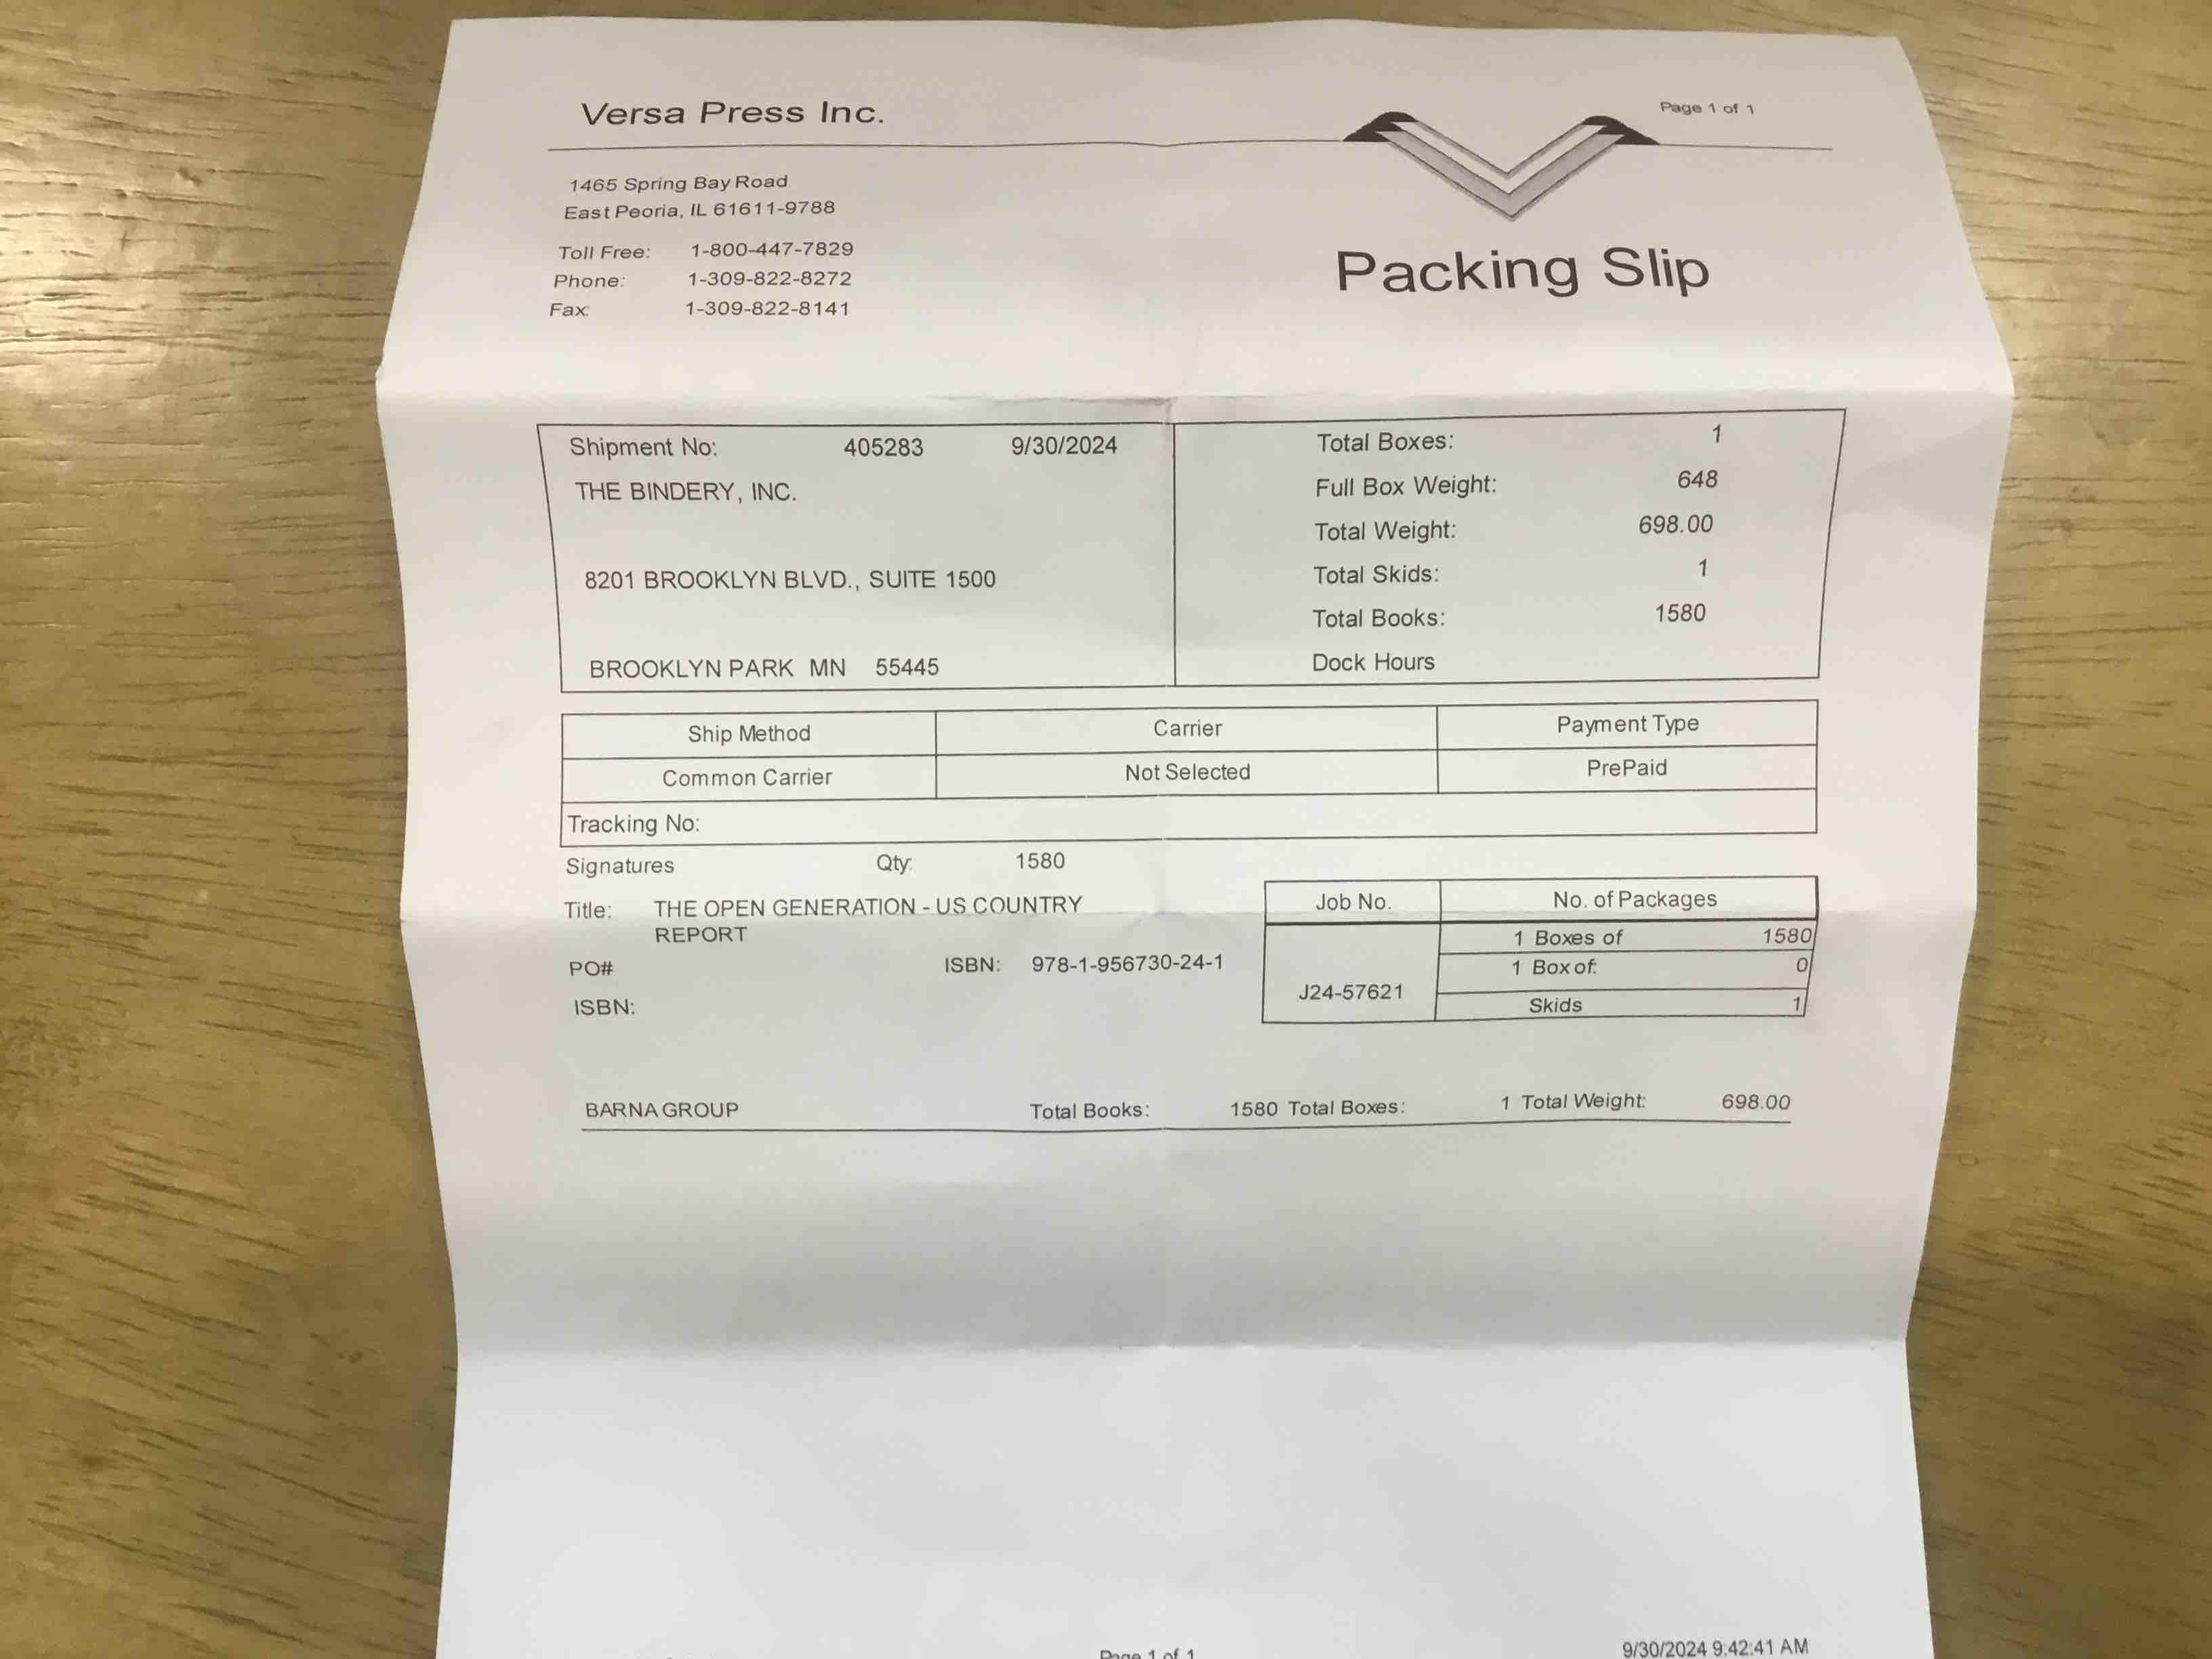 Versa Press Inc.
Page 1 of 1
1465 Spring Bay Road
East Peoria, IL 61611-9788
Toll Free: 1-800-447-7829
Phone: 1-309-822-8272
Fax: 1-309-822-8141
Packing Slip
Shipment No: 405283 9/30/2024
THE BINDERY, INC.
8201 BROOKLYN BLVD., SUITE 1500
BROOKLYN PARK MN 55445
Total Boxes: 1
Full Box Weight: 648
Total Weight: 698.00
Total Skids: 1
Total Books: 1580
Dock Hours
Ship Method Carrier Payment Type
Common Carrier Not Selected PrePaid
Tracking No:
Signatures Qty: 1580
Title: THE OPEN GENERATION - US COUNTRY
REPORT
PO# ISBN: 978-1-956730-24-1
ISBN:
Job No. No. of Packages
1 Boxes of 1580
1 Box of: 0
J24-57621
Skids 1
BARNA GROUP Total Books: 1580 Total Boxes: 1 Total Weight: 698.00
Page 1 of 1
9/30/2024 9:42:41 AM